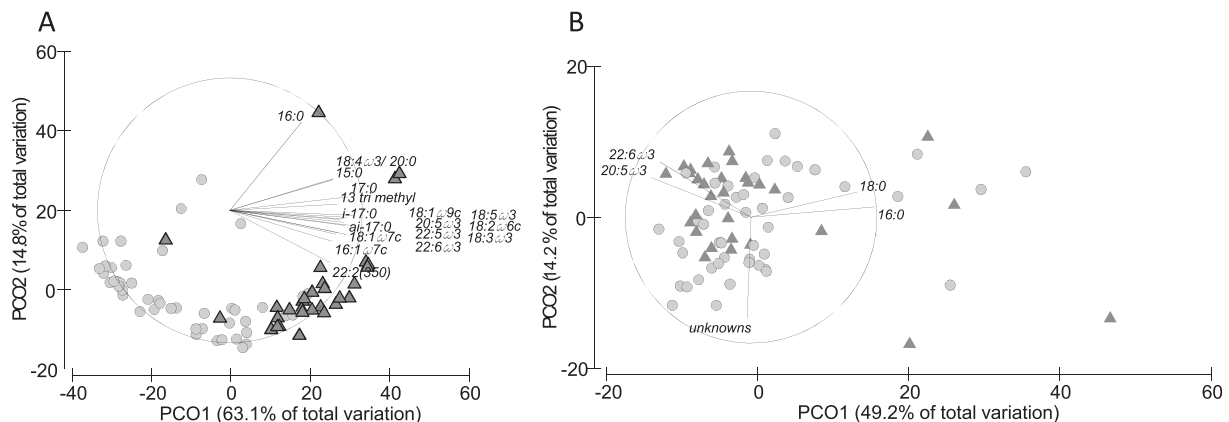 A
60
40
20
0
-20
-40
-20
0
20
40
60
PCO2 (14.8% of total variation)
PCO1 (63.1% of total variation)
16:0
18:4ω3/ 20:0
15:0
17:0
13 tri methyl
i-17:0
ai-17:0
18:1ω7c
16:1ω7c
22:2(350)
18:1ω9c
20:5ω3
22:5ω3
22:6ω3
18:5ω3
18:2ω6c
18:3ω3
B
20
0
-20
-20
0
20
40
60
PCO2 (14.2 % of total variation)
PCO1 (49.2% of total variation)
22:6ω3
20:5ω3
18:0
16:0
unknowns